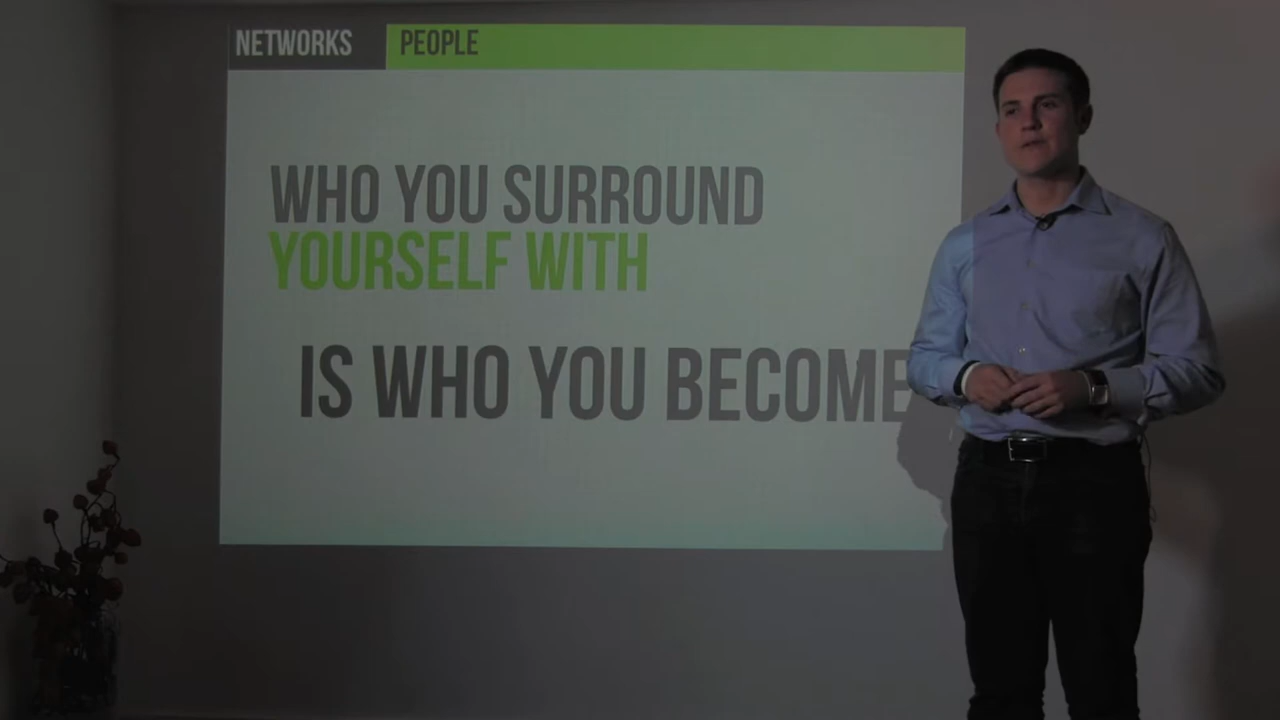 NETWORKS PEOPLE
WHO YOU SURROUND
YOURSELF WITH
IS WHO YOU BECOME